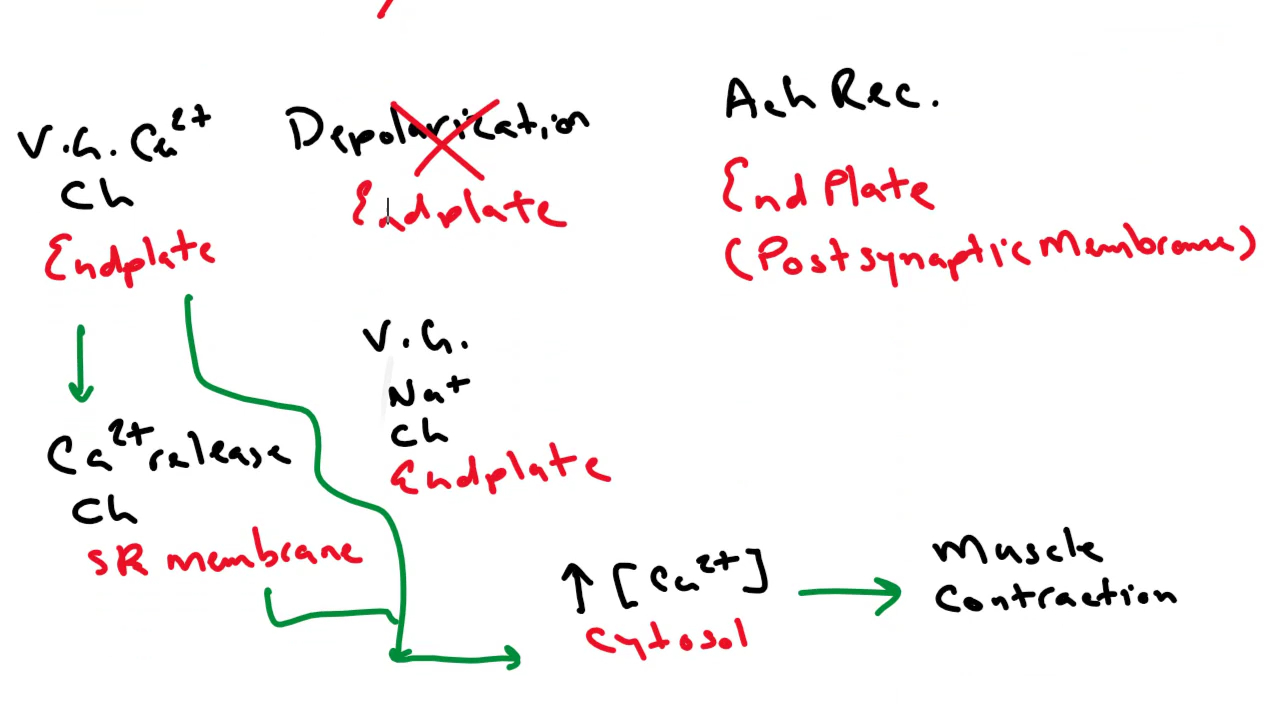 V.G. Ca²⁺
Ch
Endplate
Depolarization
Endplate
Ach Rec.
End Plate
(Postsynaptic Membrane)
V.G.
Na⁺
Ch
Endplate
Ca²⁺ release
Ch
SR membrane
↑ [Ca²⁺]
Cytosol
Muscle
Contraction